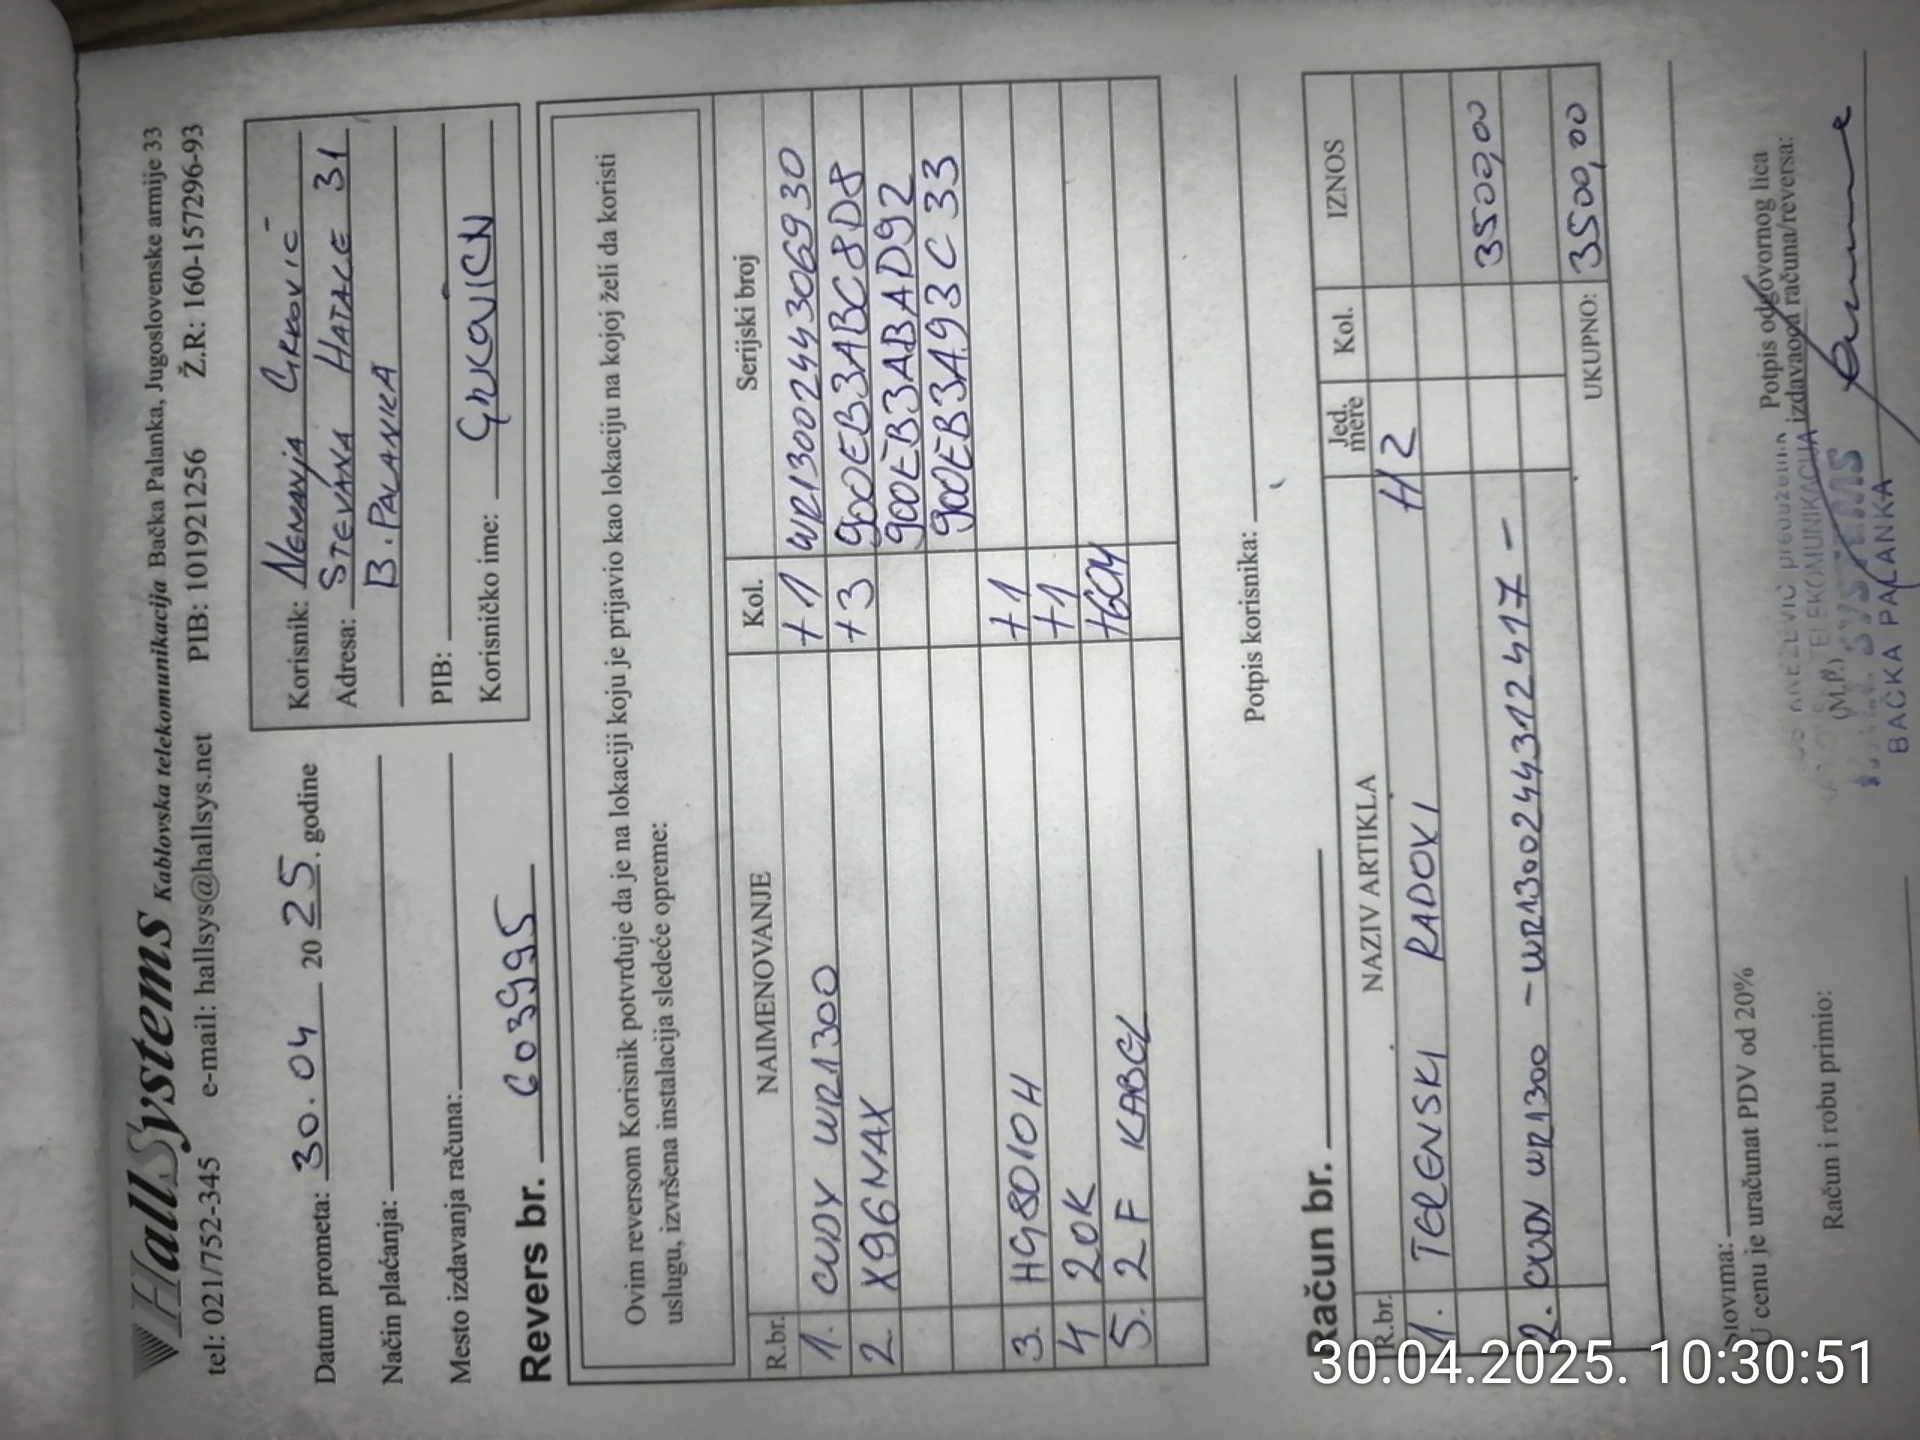 HallSystems Kablovska telekomunikacija Bačka Palanka, Jugoslovenske armije 33
tel: 021/752-345 e-mail: hallsys@hallsys.net PIB: 101921256 Ž.R: 160-157296-93
Datum prometa: 30.04 2025. godine
Način plaćanja:
Mesto izdavanja računa:
Korisnik: NEMANJA GRKOVIĆ
Adresa: STEVANA HATALE 31
B. PALANKA
PIB:
Korisničko ime: GRKOVICN
Revers br. 603995
Ovim reversom Korisnik potvrđuje da je na lokaciji koju je prijavio kao lokaciju na kojoj želi da koristi
uslugu, izvršena instalacija sledeće opreme:
R.br. NAIMENOVANJE Kol. Serijski broj
1. CUDY WR1300 +1 WR1300244306930
2. X96MAX +3 900EB3ABC8D8
900EB3ABAD92
900EB3A93C33
3. HG8010H +1
4 20K +1
5. 2F KABEL
Potpis korisnika:
Račun br.
R.br. NAZIV ARTIKLA Jed. mere Kol. IZNOS
1. TERENSKI RADOVI H2
3500,00
2. CUDY WR1300 - WR1300244312417 -
UKUPNO: 3500,00
Slovima:
U cenu je uračunat PDV od 20%
Potpis odgovornog lica
izdavaoca računa/reversa:
(M.P.)
TELEKOMUNIKACIJA
SYSTEMS
BAČKA PALANKA
Račun i robu primio:
30.04.2025. 10:30:51